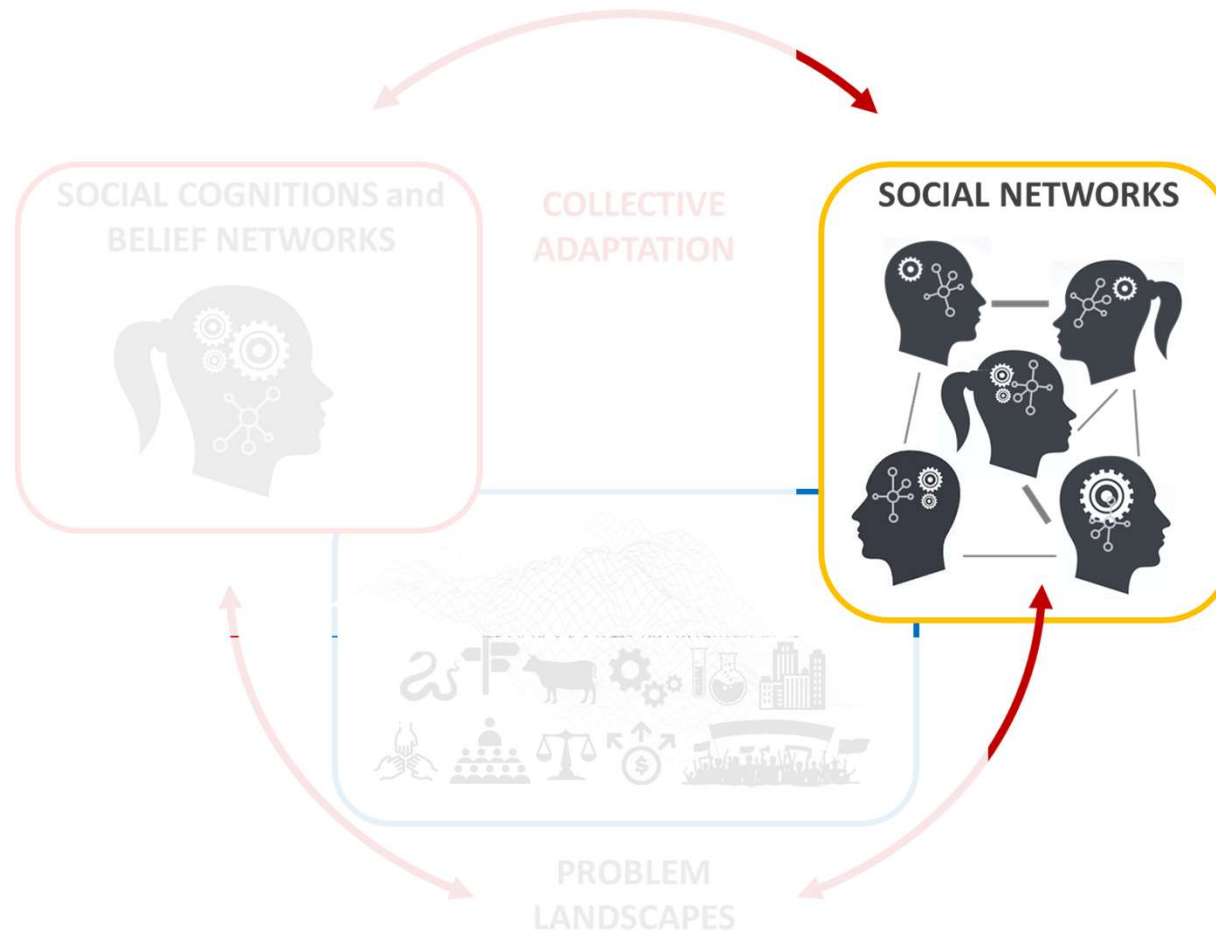 SOCIAL COGNITIONS and
BELIEF NETWORKS
COLLECTIVE
ADAPTATION
SOCIAL NETWORKS
$
PROBLEM
LANDSCAPES